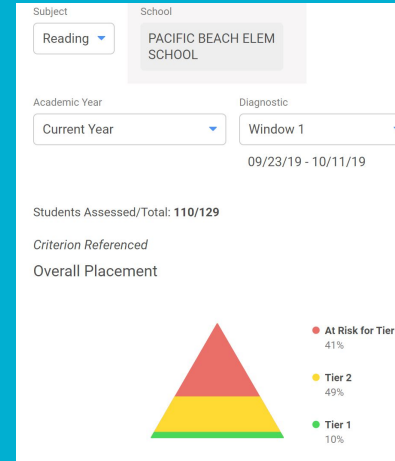 Subject
School
Reading
PACIFIC BEACH ELEM
SCHOOL
Academic Year
Diagnostic
Current Year
Window 1
09/23/19 - 10/11/19
Students Assessed/Total: 110/129
Criterion Referenced
Overall Placement
At Risk for Tier
41%
Tier 2
49%
Tier 1
10%